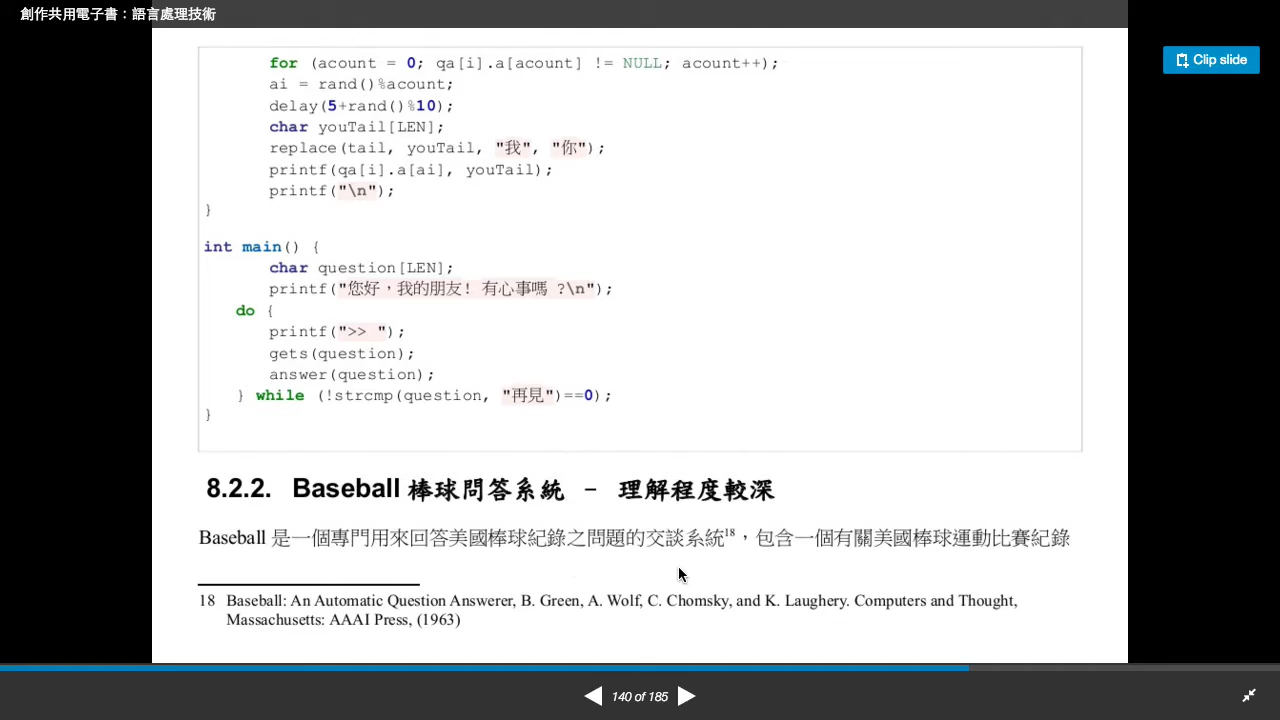 創作共用電子書：語言處理技術
Clip slide
for (acount = 0; qa[i].a[acount] != NULL; acount++);
ai = rand()%acount;
delay(5+rand()%10);
char youTail[LEN];
replace(tail, youTail, "我", "你");
printf(qa[i].a[ai], youTail);
printf("\n");
}
int main() {
char question[LEN];
printf("您好，我的朋友! 有心事嗎 ?\n");
do {
printf(">> ");
gets(question);
answer(question);
} while (!strcmp(question, "再見")==0);
}
8.2.2. Baseball 棒球問答系統 – 理解程度較深
Baseball 是一個專門用來回答美國棒球紀錄之問題的交談系統18，包含一個有關美國棒球運動比賽紀錄
18 Baseball: An Automatic Question Answerer, B. Green, A. Wolf, C. Chomsky, and K. Laughery. Computers and Thought,
Massachusetts: AAAI Press, (1963)
140 of 185